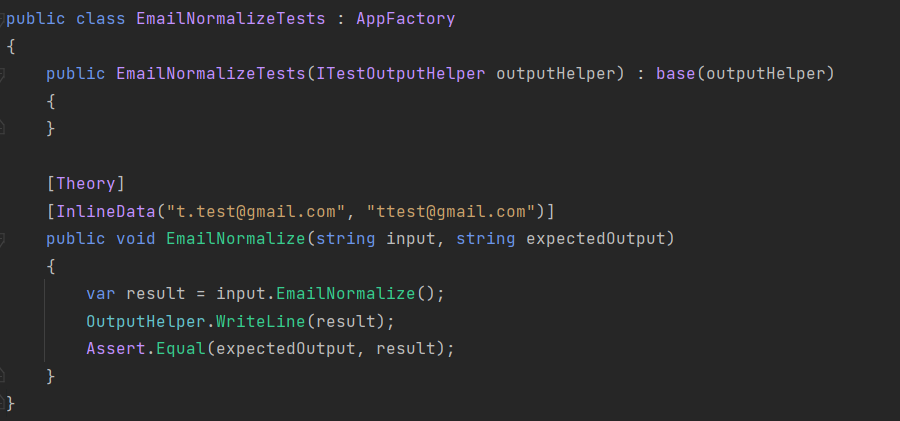 public class EmailNormalizeTests : AppFactory
{
    public EmailNormalizeTests(ITestOutputHelper outputHelper) : base(outputHelper)
    {
    }

    [Theory]
    [InlineData("t.test@gmail.com", "ttest@gmail.com")]
    public void EmailNormalize(string input, string expectedOutput)
    {
        var result = input.EmailNormalize();
        OutputHelper.WriteLine(result);
        Assert.Equal(expectedOutput, result);
    }
}